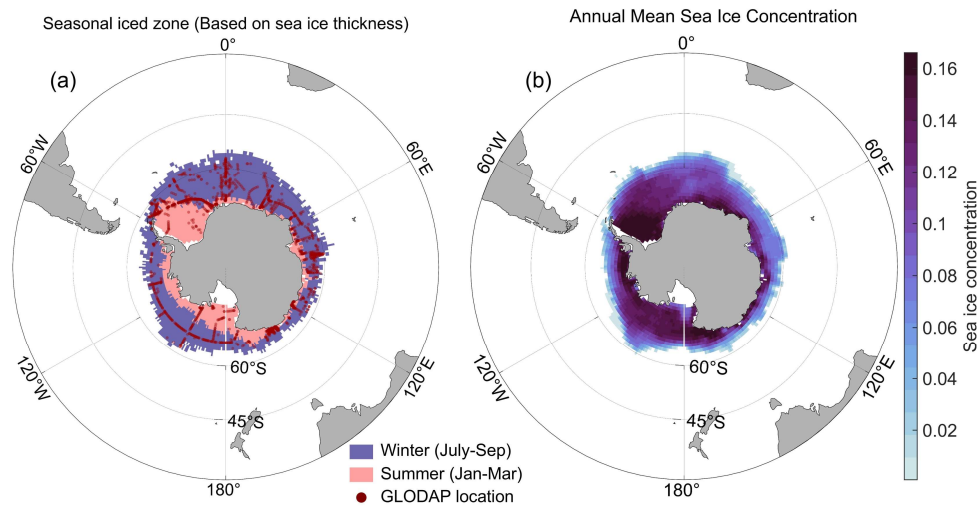 Seasonal iced zone (Based on sea ice thickness)
0°
(a)
60°W
60°E
120°W
120°E
60°S
45°S
180°
Winter (July-Sep)
Summer (Jan-Mar)
GLODAP location
Annual Mean Sea Ice Concentration
0°
(b)
60°W
60°E
120°W
120°E
60°S
45°S
180°
0.16
0.14
0.12
0.1
0.08
0.06
0.04
0.02
Sea ice concentration